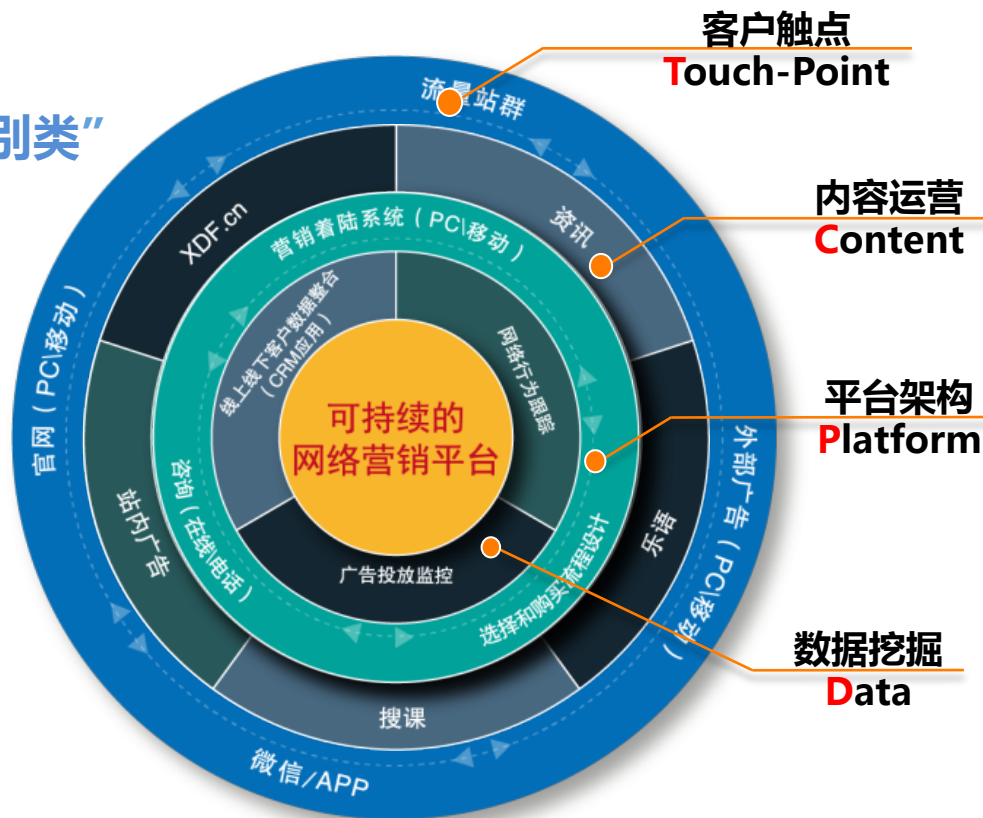 客户触点
Touch-Point
别类”
内容运营
Content
平台架构
Platform
数据挖掘
Data
流量站群
外部广告（PC\移动）
微信/APP
官网（PC\移动）
XDF.cn
资讯
乐语
搜课
站内广告
营销着陆系统（PC\移动）
选择和购买流程设计
咨询（在线\电话）
线上线下客户数据整合
（CRM应用）
网络行为跟踪
广告投放监控
可持续的
网络营销平台